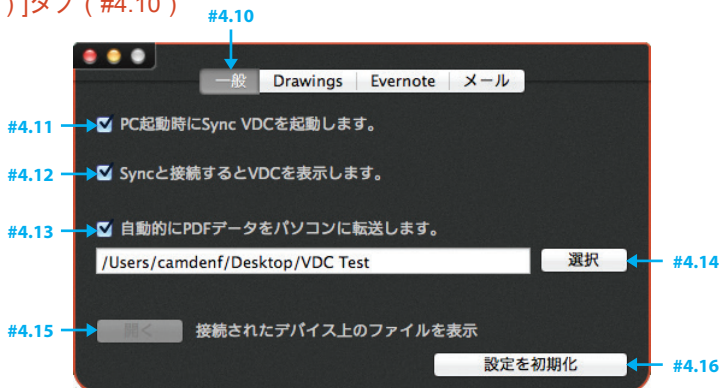 ) ]タブ ( #4.10 )
#4.10
一般 Drawings Evernote メール
#4.11 PC起動時にSync VDCを起動します。
#4.12 Syncと接続するとVDCを表示します。
#4.13 自動的にPDFデータをパソコンに転送します。
/Users/camdenf/Desktop/VDC Test 選択 #4.14
#4.15 開く 接続されたデバイス上のファイルを表示
設定を初期化 #4.16